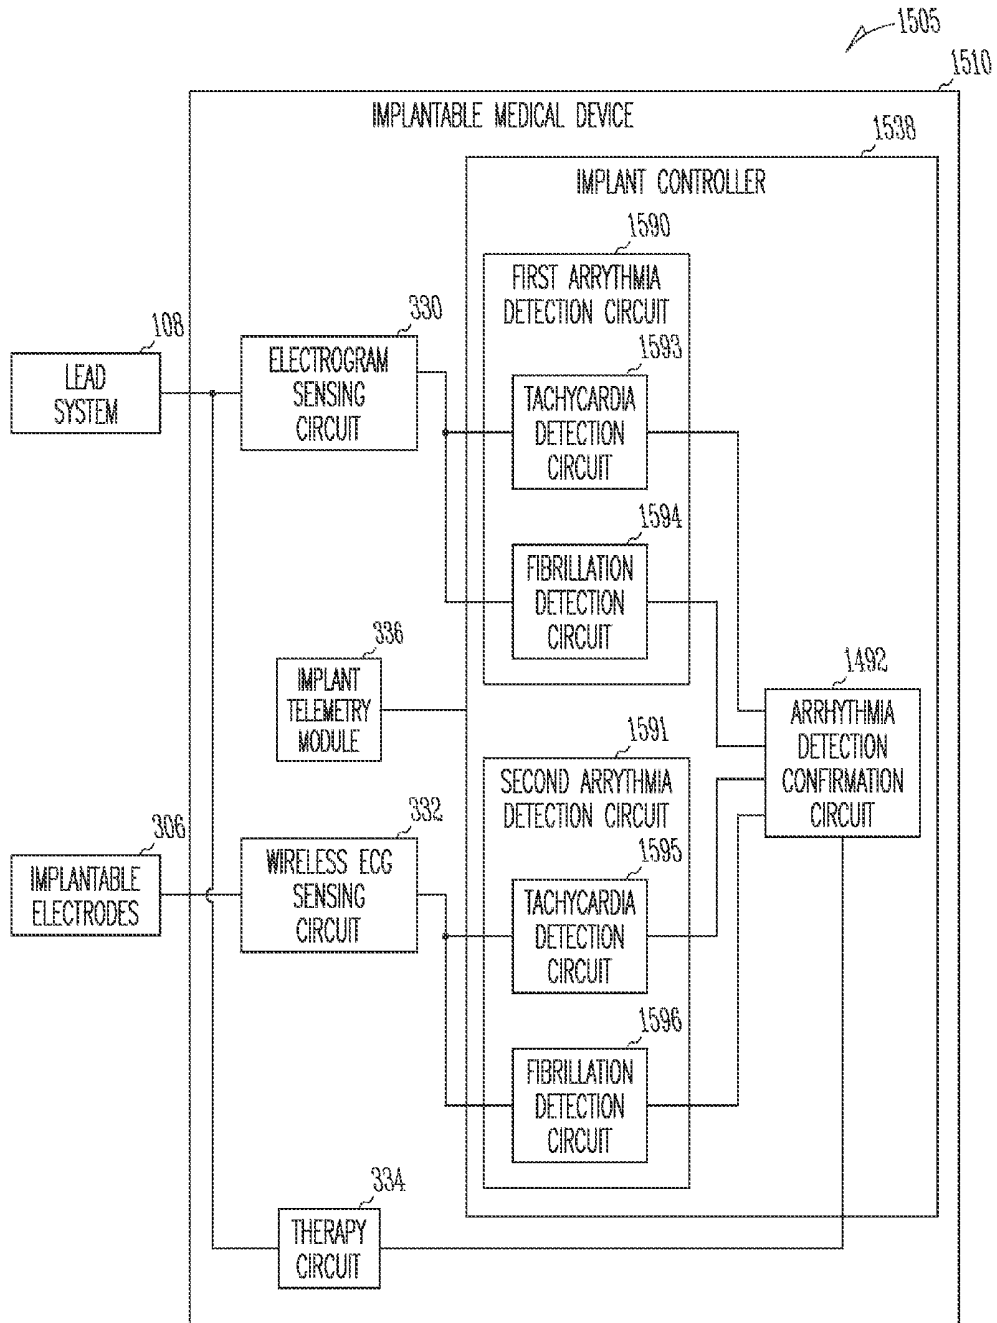 1505
1510
IMPLANTABLE MEDICAL DEVICE
1538
IMPLANT CONTROLLER
1590
FIRST ARRYTHMIA
DETECTION CIRCUIT
330
ELECTROGRAM
SENSING
CIRCUIT
108
LEAD
SYSTEM
1593
TACHYCARDIA
DETECTION
CIRCUIT
1594
FIBRILLATION
DETECTION
CIRCUIT
336
IMPLANT
TELEMETRY
MODULE
1492
ARRHYTHMIA
DETECTION
CONFIRMATION
CIRCUIT
1591
SECOND ARRYTHMIA
DETECTION CIRCUIT
332
WIRELESS ECG
SENSING
CIRCUIT
306
IMPLANTABLE
ELECTRODES
1595
TACHYCARDIA
DETECTION
CIRCUIT
1596
FIBRILLATION
DETECTION
CIRCUIT
334
THERAPY
CIRCUIT